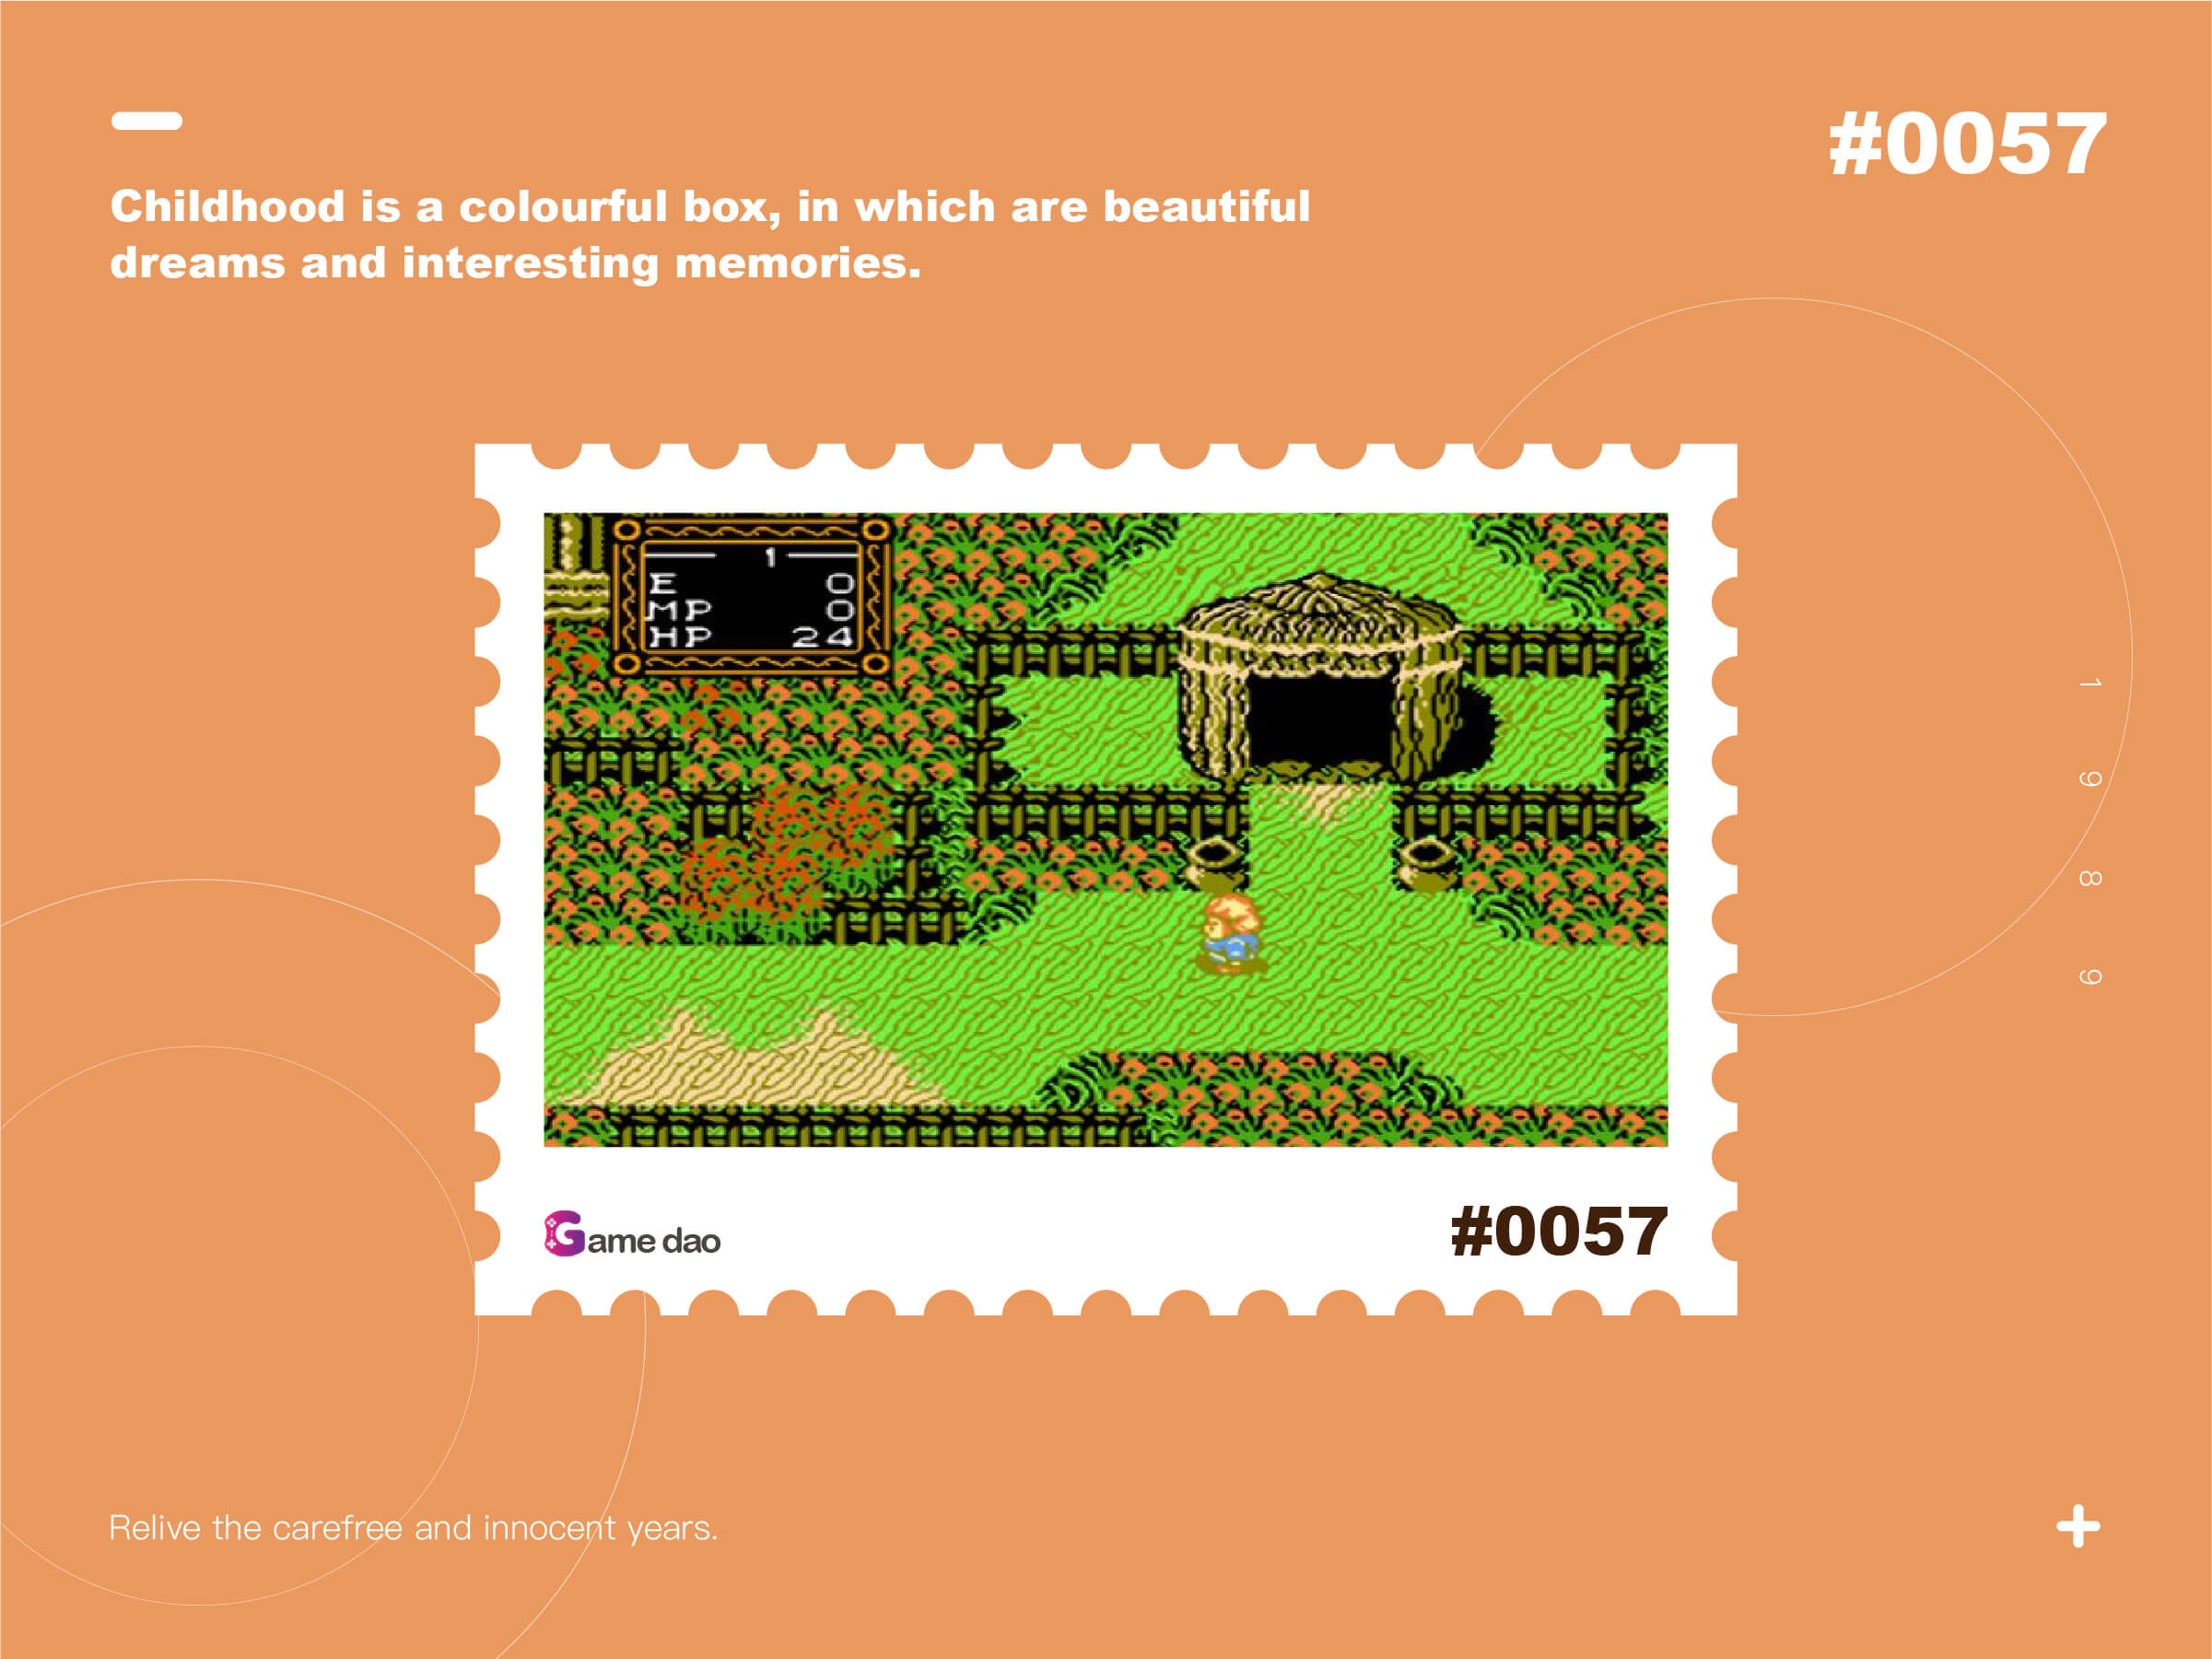 #0057
Childhood is a colourful box, in which are beautiful
dreams and interesting memories.
1
E 0
MP 0
HP 24
1989
Game dao
#0057
Relive the carefree and innocent years.